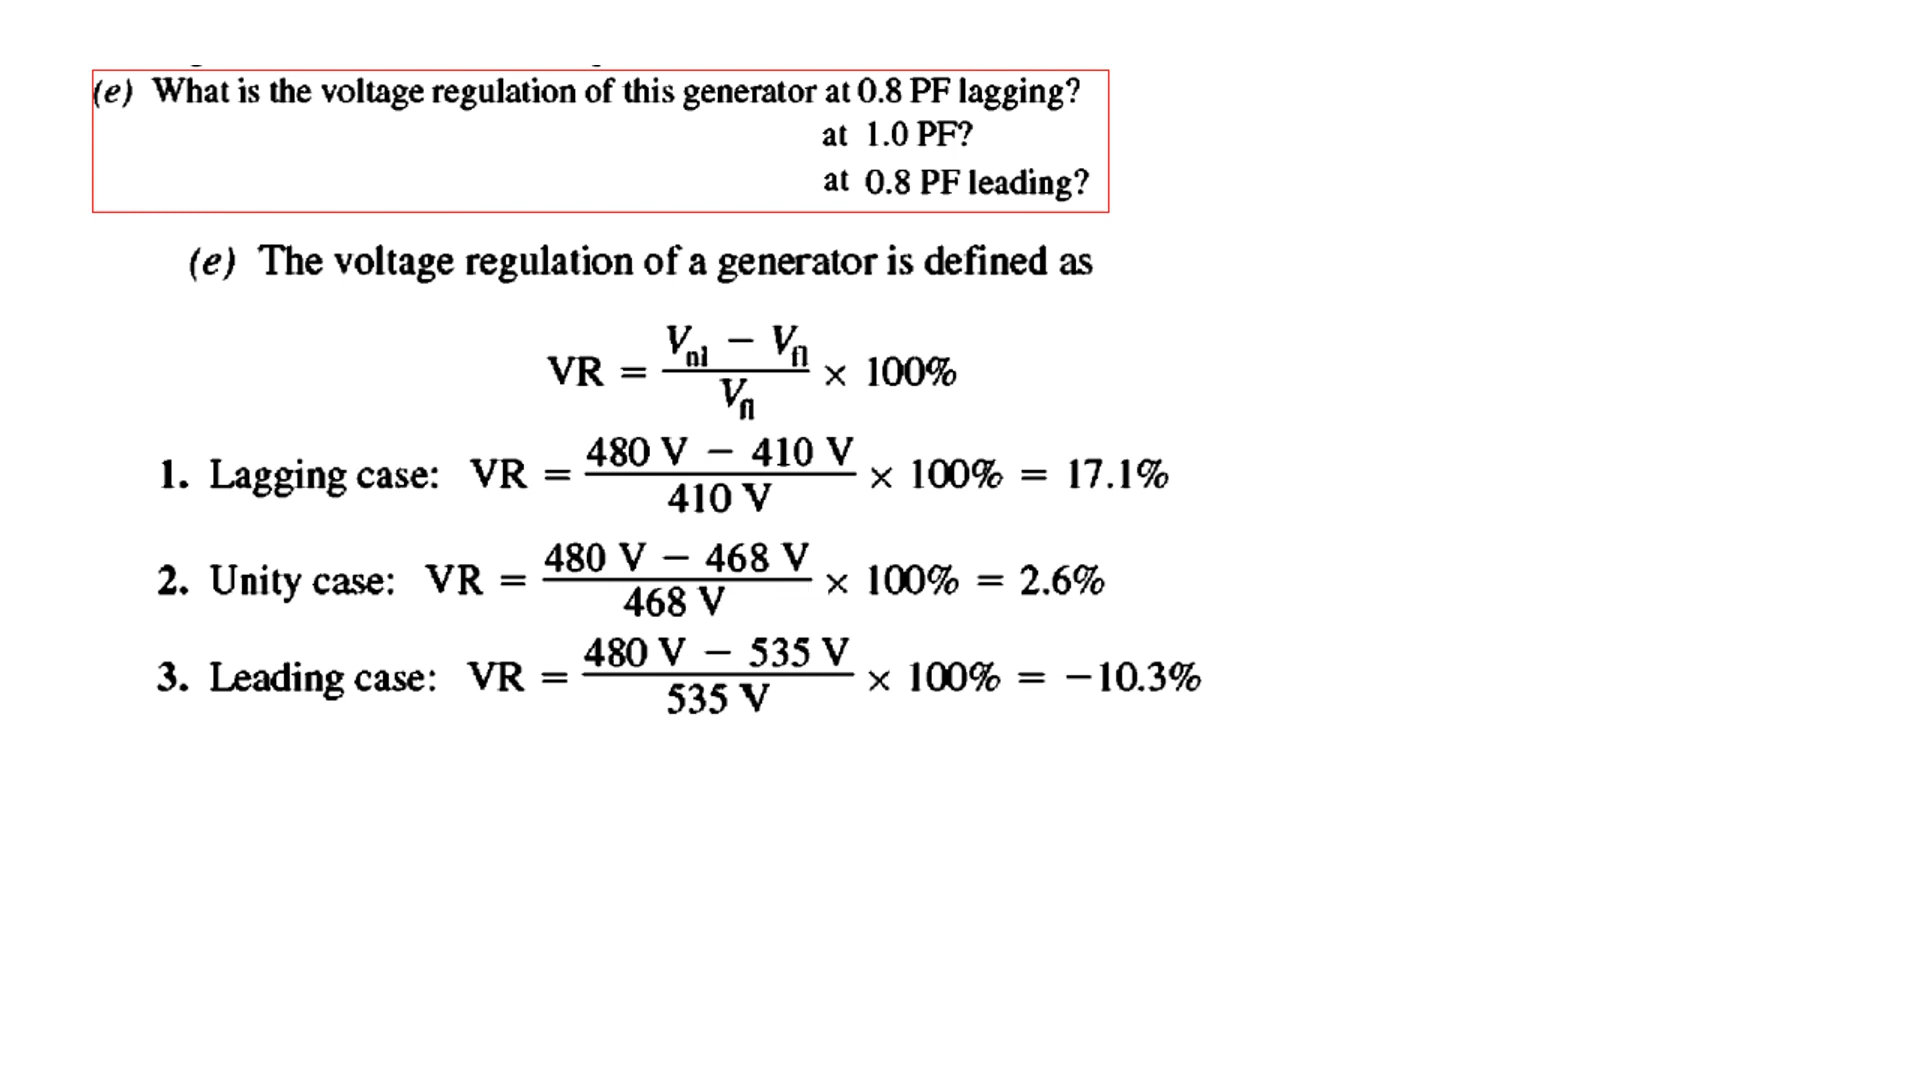 (e) What is the voltage regulation of this generator at 0.8 PF lagging?
at 1.0 PF?
at 0.8 PF leading?
(e) The voltage regulation of a generator is defined as
VR = (V_nl − V_fl) / V_fl × 100%
1. Lagging case: VR = (480 V − 410 V) / 410 V × 100% = 17.1%
2. Unity case: VR = (480 V − 468 V) / 468 V × 100% = 2.6%
3. Leading case: VR = (480 V − 535 V) / 535 V × 100% = −10.3%